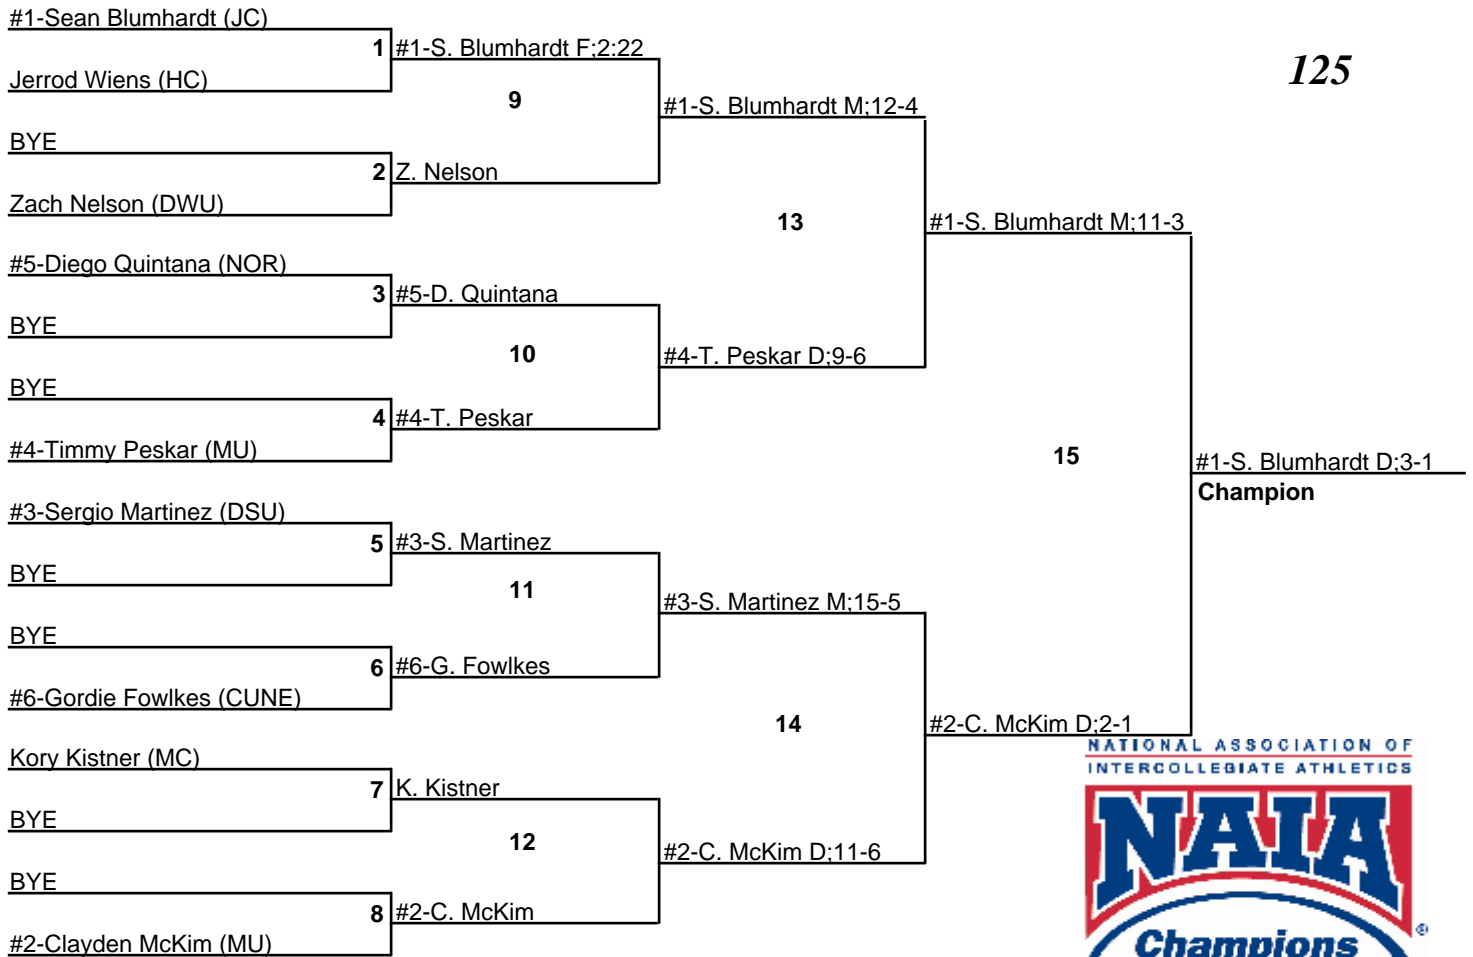 #1-Sean Blumhardt (JC)
1 #1-S. Blumhardt F;2:22
125
Jerrod Wiens (HC)
9
#1-S. Blumhardt M;12-4
BYE
2 Z. Nelson
Zach Nelson (DWU)
13
#1-S. Blumhardt M;11-3
#5-Diego Quintana (NOR)
3 #5-D. Quintana
BYE
10
#4-T. Peskar D;9-6
BYE
4 #4-T. Peskar
#4-Timmy Peskar (MU)
15
#1-S. Blumhardt D;3-1
Champion
#3-Sergio Martinez (DSU)
5 #3-S. Martinez
BYE
11
#3-S. Martinez M;15-5
BYE
6 #6-G. Fowlkes
#6-Gordie Fowlkes (CUNE)
14
#2-C. McKim D;2-1
NATIONAL ASSOCIATION OF
INTERCOLLEGIATE ATHLETICS
Kory Kistner (MC)
7 K. Kistner
BYE
12
#2-C. McKim D;11-6
NAIA
BYE
8 #2-C. McKim
#2-Clayden McKim (MU)
®
Champions